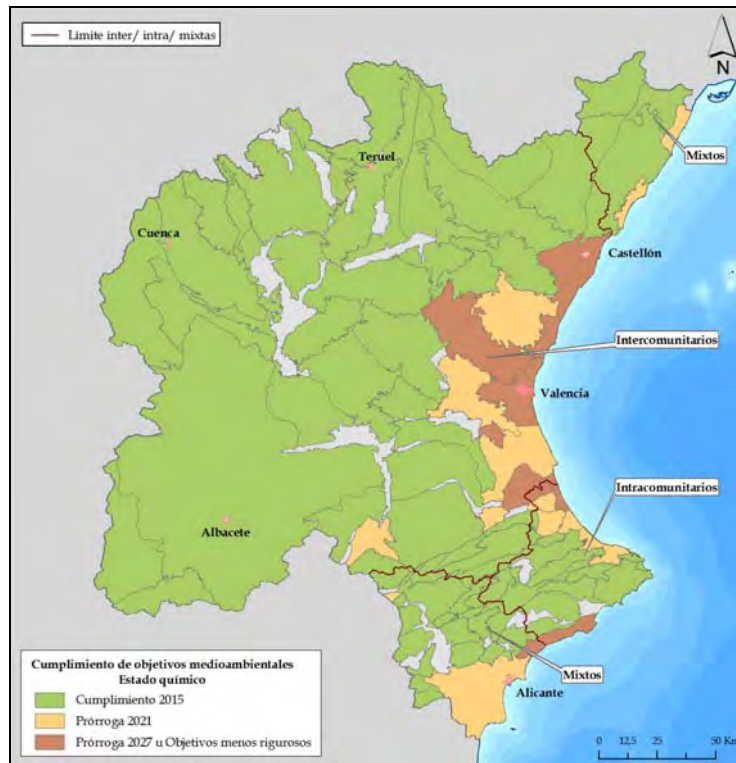 Límite inter/ intra/ mixtas
N
Teruel
Mixtos
Cuenca
Castellón
Intercomunitarios
Valencia
Intracomunitarios
Albacete
Mixtos
Alicante
Cumplimiento de objetivos medioambientales
Estado químico
Cumplimiento 2015
Prórroga 2021
Prórroga 2027 u Objetivos menos rigurosos
0 12,5 25 50 Km